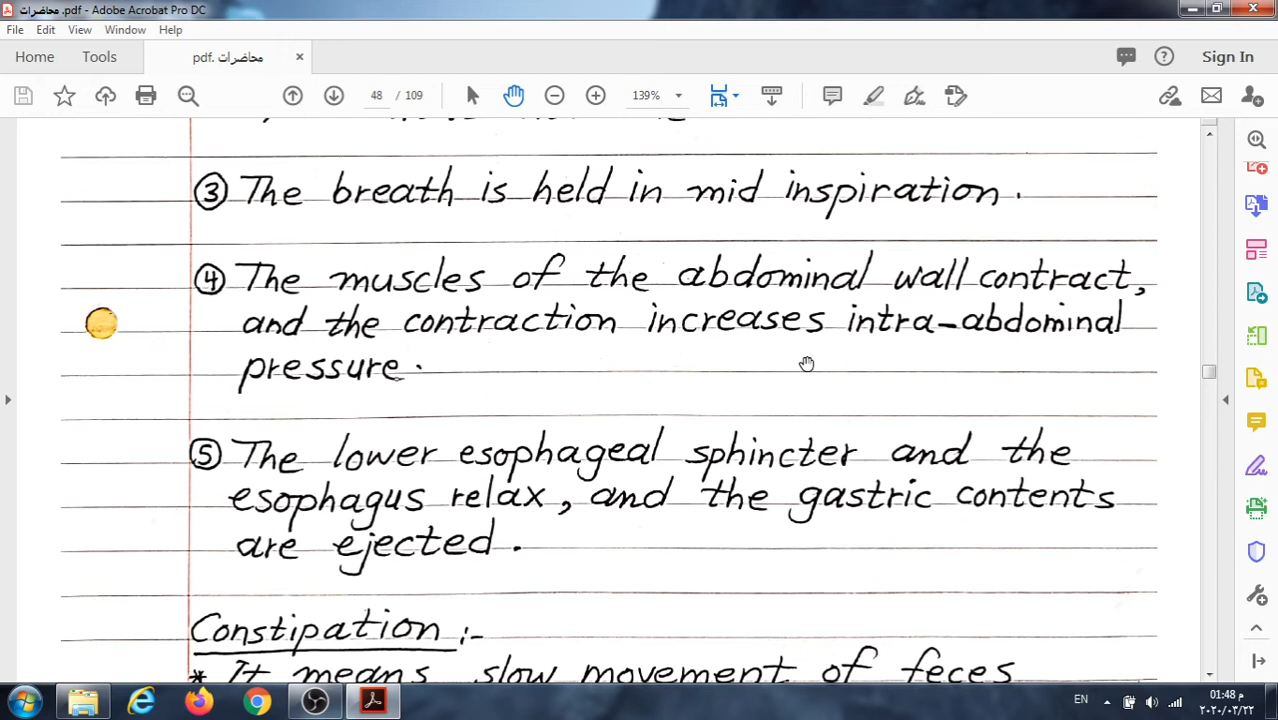 محاضرات .pdf - Adobe Acrobat Pro DC
File Edit View Window Help
Home Tools محاضرات .pdf × Sign In
48 / 109 139%
③ The breath is held in mid inspiration.
④ The muscles of the abdominal wall contract,
and the contraction increases intra-abdominal
pressure.
⑤ The lower esophageal sphincter and the
esophagus relax, and the gastric contents
are ejected.
Constipation :-
* It means slow movement of feces
EN 01:48 م
٢٠٢٠/٠٣/٢٢